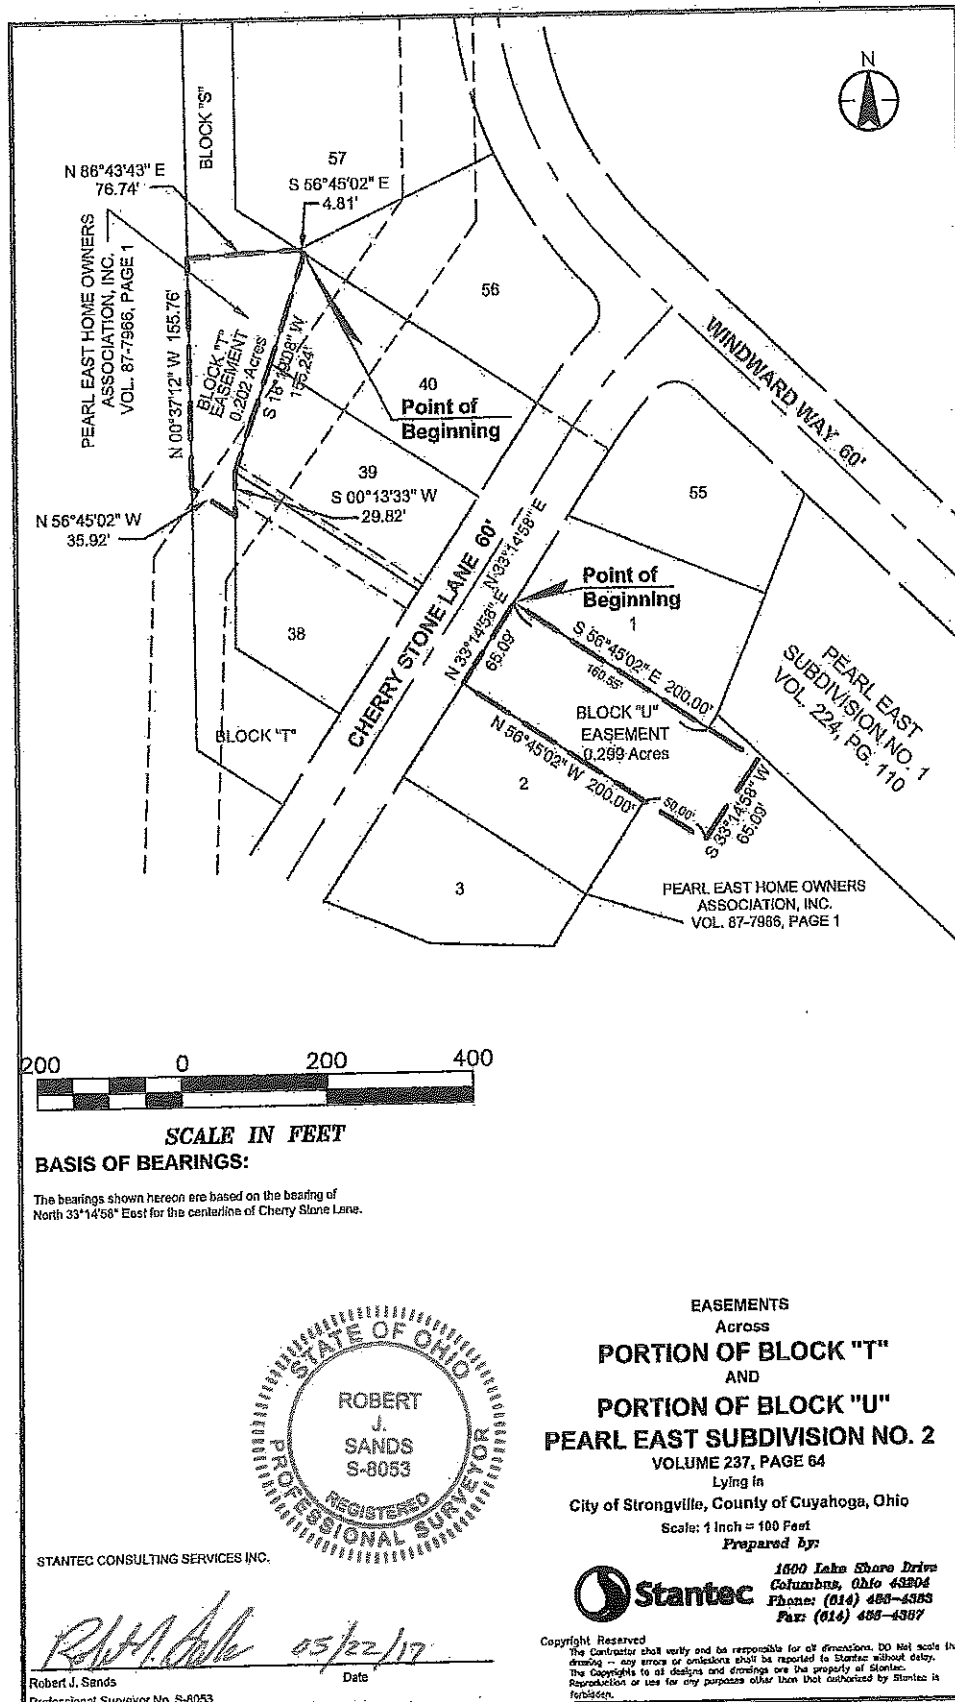 N
BLOCK "S"
57
N 86°43'43" E
76.74'
S 56°45'02" E
4.81'
PEARL EAST HOME OWNERS
ASSOCIATION, INC.
VOL. 87-7966, PAGE 1
N 00°37'12" W 155.76'
BLOCK "T"
EASEMENT
0.202 Acres
155.24'
56
WINDWARD WAY 60'
40
Point of
Beginning
39
S 00°13'33" W
29.82'
55
N 56°45'02" W
35.92'
CHERRY STONE LANE 60'
N 33°14'58" E
N 33°14'58" E
65.09'
Point of
Beginning
1
S 56°45'02" E 200.00'
160.55'
38
BLOCK "T"
BLOCK "U"
EASEMENT
0.299 Acres
PEARL EAST
SUBDIVISION NO. 1
VOL. 224, PG. 110
N 56°45'02" W 200.00'
2
50.00'
S 33°14'58" W
65.09'
3
PEARL EAST HOME OWNERS
ASSOCIATION, INC.
VOL. 87-7986, PAGE 1
200 0 200 400
SCALE IN FEET
BASIS OF BEARINGS:
The bearings shown hereon are based on the bearing of
North 33°14'58" East for the centerline of Cherry Stone Lane.
STATE OF OHIO
ROBERT
J.
SANDS
S-8053
REGISTERED
PROFESSIONAL SURVEYOR
EASEMENTS
Across
PORTION OF BLOCK "T"
AND
PORTION OF BLOCK "U"
PEARL EAST SUBDIVISION NO. 2
VOLUME 237, PAGE 64
Lying in
City of Strongville, County of Cuyahoga, Ohio
Scale: 1 inch = 100 Feet
Prepared by:
Stantec
1500 Lake Shore Drive
Columbus, Ohio 43204
Phone: (614) 486-4383
Fax: (614) 486-4387
STANTEC CONSULTING SERVICES INC.
05/22/17
Robert J. Sands
Date
Professional Surveyor No. S-8053
Copyright Reserved
The Contractor shall verify and be responsible for all dimensions. DO Not scale the
drawing - any errors or omissions shall be reported to Stantec without delay.
The Copyrights to all designs and drawings are the property of Stantec.
Reproduction or use for any purposes other than that authorized by Stantec is
forbidden.